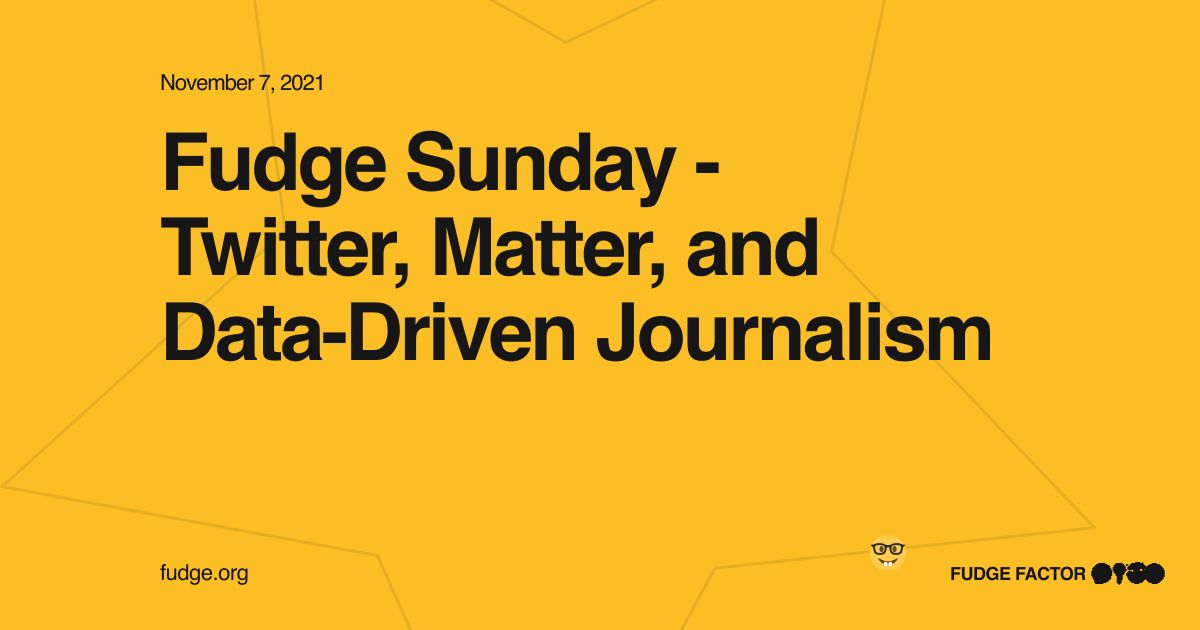 November 7, 2021
Fudge Sunday -
Twitter, Matter, and
Data-Driven Journalism
fudge.org
FUDGE FACTOR